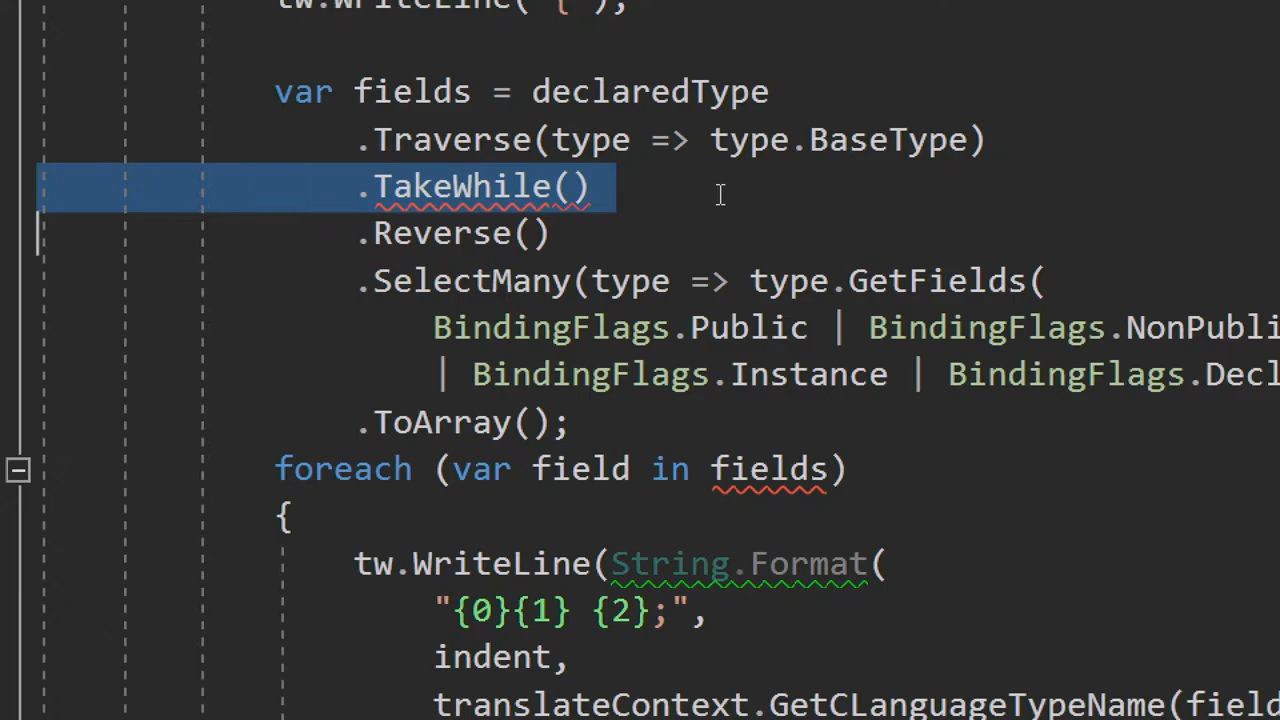 tw.WriteLine("{");
var fields = declaredType
.Traverse(type => type.BaseType)
.TakeWhile()
.Reverse()
.SelectMany(type => type.GetFields(
BindingFlags.Public | BindingFlags.NonPubli
| BindingFlags.Instance | BindingFlags.Decl
.ToArray();
foreach (var field in fields)
{
tw.WriteLine(String.Format(
"{0}{1} {2};",
indent,
translateContext.GetCLanguageTypeName(field